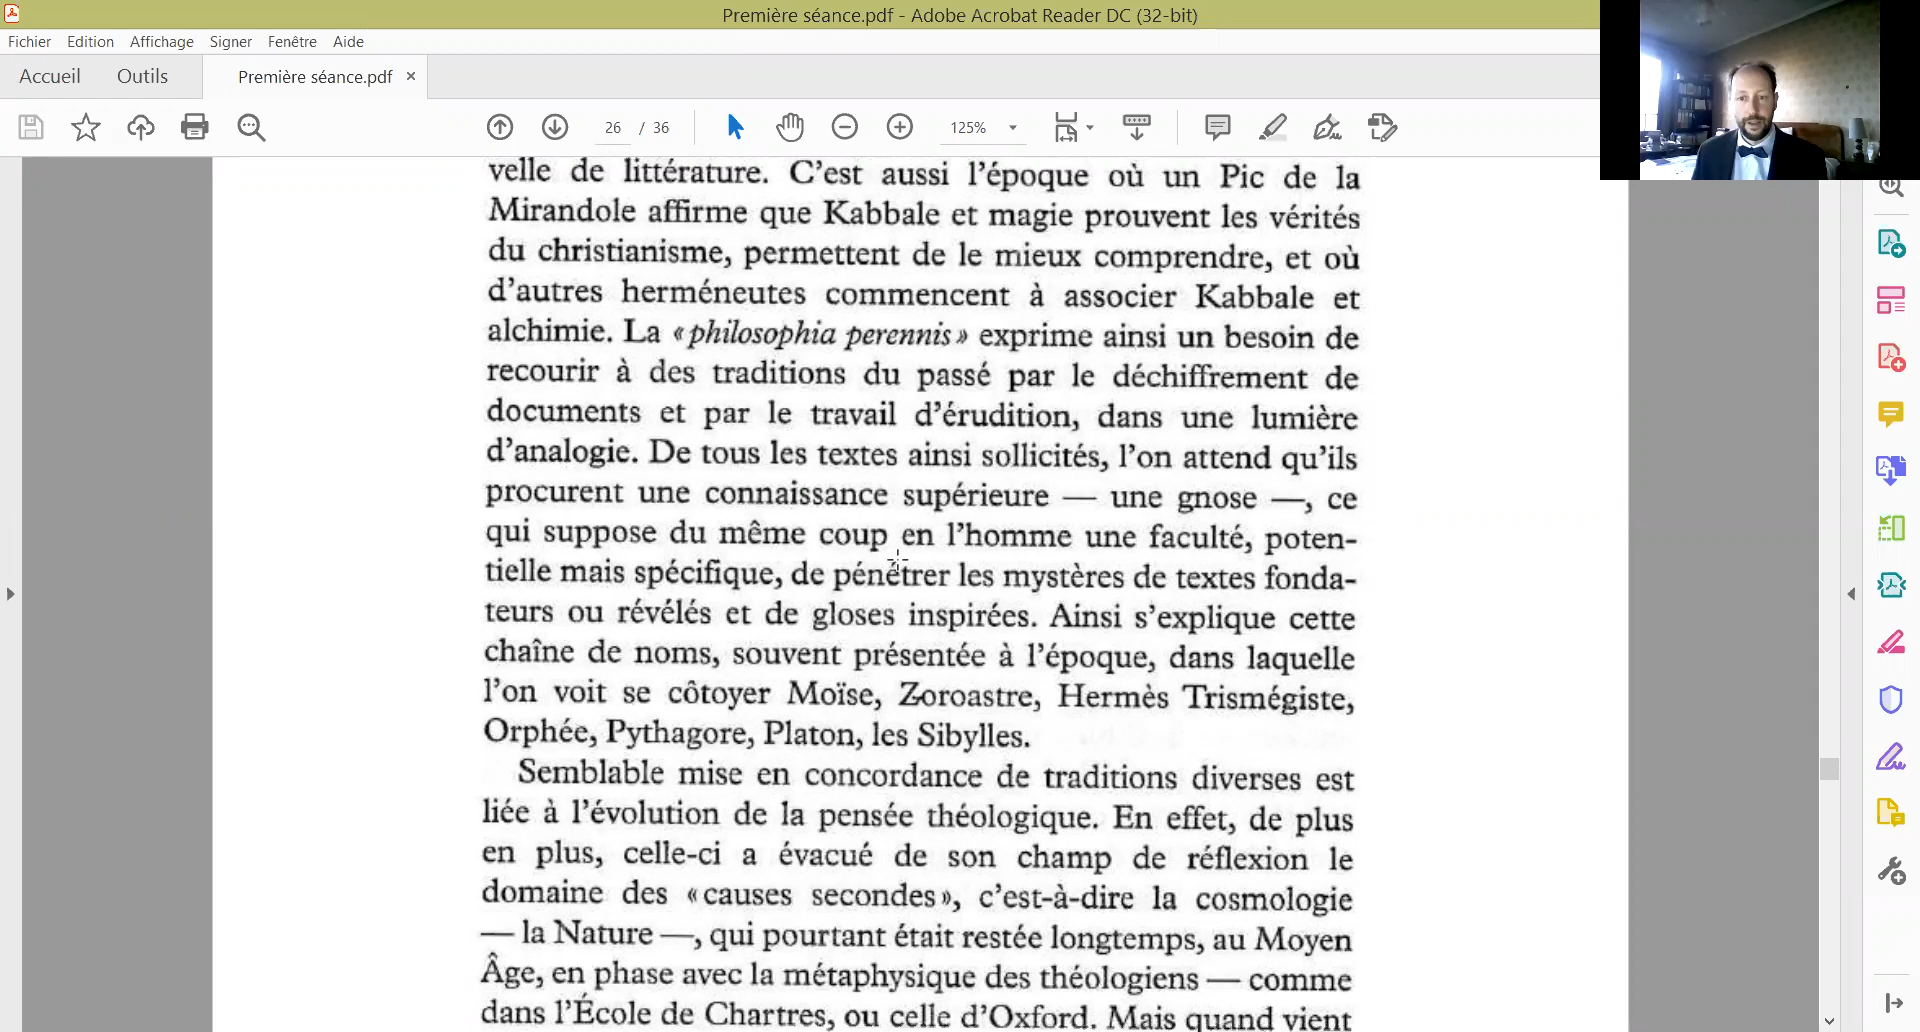 Première séance.pdf - Adobe Acrobat Reader DC (32-bit)
Fichier Edition Affichage Signer Fenêtre Aide
Accueil Outils Première séance.pdf ×
26 / 36 125%
velle de littérature. C'est aussi l'époque où un Pic de la
Mirandole affirme que Kabbale et magie prouvent les vérités
du christianisme, permettent de le mieux comprendre, et où
d'autres herméneutes commencent à associer Kabbale et
alchimie. La «philosophia perennis» exprime ainsi un besoin de
recourir à des traditions du passé par le déchiffrement de
documents et par le travail d'érudition, dans une lumière
d'analogie. De tous les textes ainsi sollicités, l'on attend qu'ils
procurent une connaissance supérieure — une gnose —, ce
qui suppose du même coup en l'homme une faculté, poten-
tielle mais spécifique, de pénétrer les mystères de textes fonda-
teurs ou révélés et de gloses inspirées. Ainsi s'explique cette
chaîne de noms, souvent présentée à l'époque, dans laquelle
l'on voit se côtoyer Moïse, Zoroastre, Hermès Trismégiste,
Orphée, Pythagore, Platon, les Sibylles.
Semblable mise en concordance de traditions diverses est
liée à l'évolution de la pensée théologique. En effet, de plus
en plus, celle-ci a évacué de son champ de réflexion le
domaine des «causes secondes», c'est-à-dire la cosmologie
— la Nature —, qui pourtant était restée longtemps, au Moyen
Âge, en phase avec la métaphysique des théologiens — comme
dans l'École de Chartres, ou celle d'Oxford. Mais quand vient